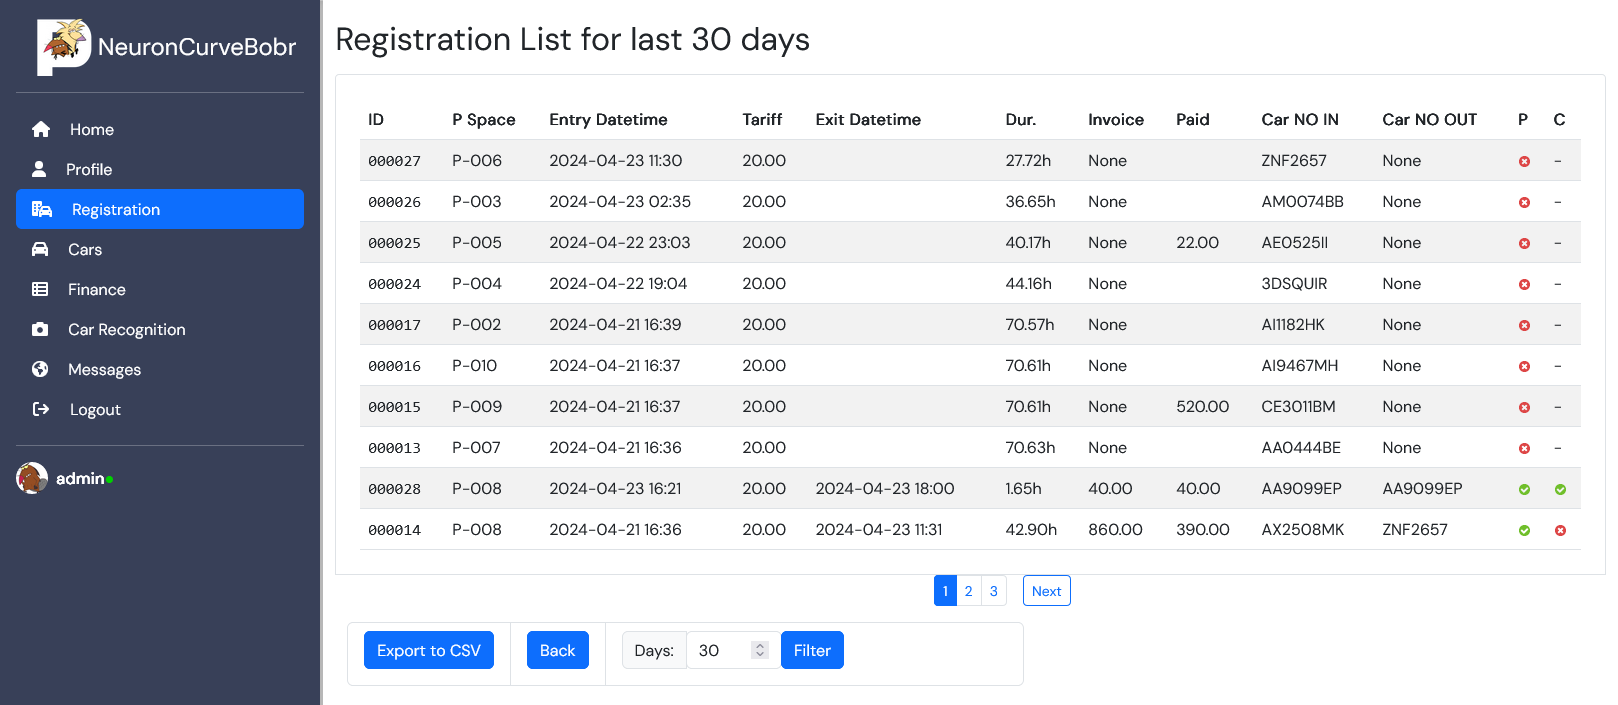 NeuronCurveBobr
Home
Profile
Registration
Cars
Finance
Car Recognition
Messages
Logout
admin
Registration List for last 30 days
ID P Space Entry Datetime Tariff Exit Datetime Dur. Invoice Paid Car NO IN Car NO OUT P C
000027 P-006 2024-04-23 11:30 20.00 27.72h None ZNF2657 None -
000026 P-003 2024-04-23 02:35 20.00 36.65h None AM0074BB None -
000025 P-005 2024-04-22 23:03 20.00 40.17h None 22.00 AE0525II None -
000024 P-004 2024-04-22 19:04 20.00 44.16h None 3DSQUIR None -
000017 P-002 2024-04-21 16:39 20.00 70.57h None AI1182HK None -
000016 P-010 2024-04-21 16:37 20.00 70.61h None AI9467MH None -
000015 P-009 2024-04-21 16:37 20.00 70.61h None 520.00 CE3011BM None -
000013 P-007 2024-04-21 16:36 20.00 70.63h None AA0444BE None -
000028 P-008 2024-04-23 16:21 20.00 2024-04-23 18:00 1.65h 40.00 40.00 AA9099EP AA9099EP
000014 P-008 2024-04-21 16:36 20.00 2024-04-23 11:31 42.90h 860.00 390.00 AX2508MK ZNF2657
1 2 3 Next
Export to CSV Back Days: 30 Filter